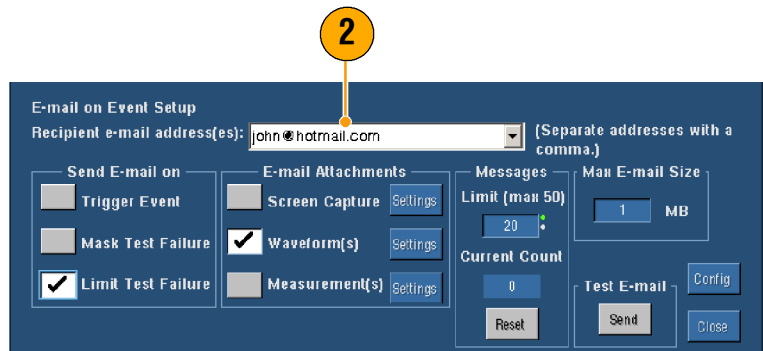 2
E-mail on Event Setup
Recipient e-mail address(es): john@hotmail.com (Separate addresses with a comma.)
Send E-mail on
Trigger Event
Mask Test Failure
Limit Test Failure
E-mail Attachments
Screen Capture Settings
Waveform(s) Settings
Measurement(s) Settings
Messages
Limit (max 50)
20
Current Count
0
Reset
Max E-mail Size
1 MB
Test E-mail
Send
Config
Close